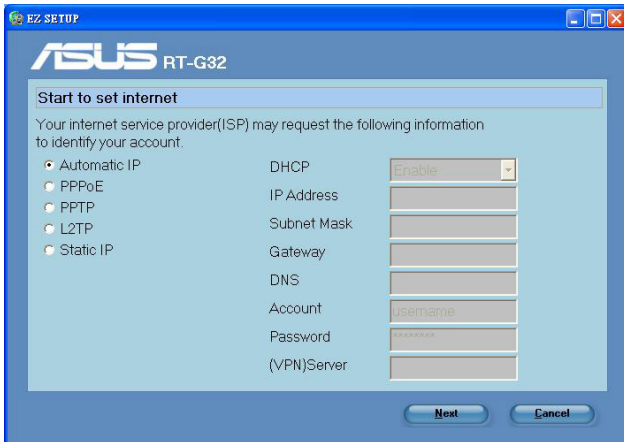 EZ SETUP
ASUS RT-G32
Start to set internet
Your internet service provider(ISP) may request the following information
to identify your account.
Automatic IP
PPPoE
PPTP
L2TP
Static IP
DHCP Enable
IP Address
Subnet Mask
Gateway
DNS
Account username
Password ********
(VPN)Server
Next Cancel